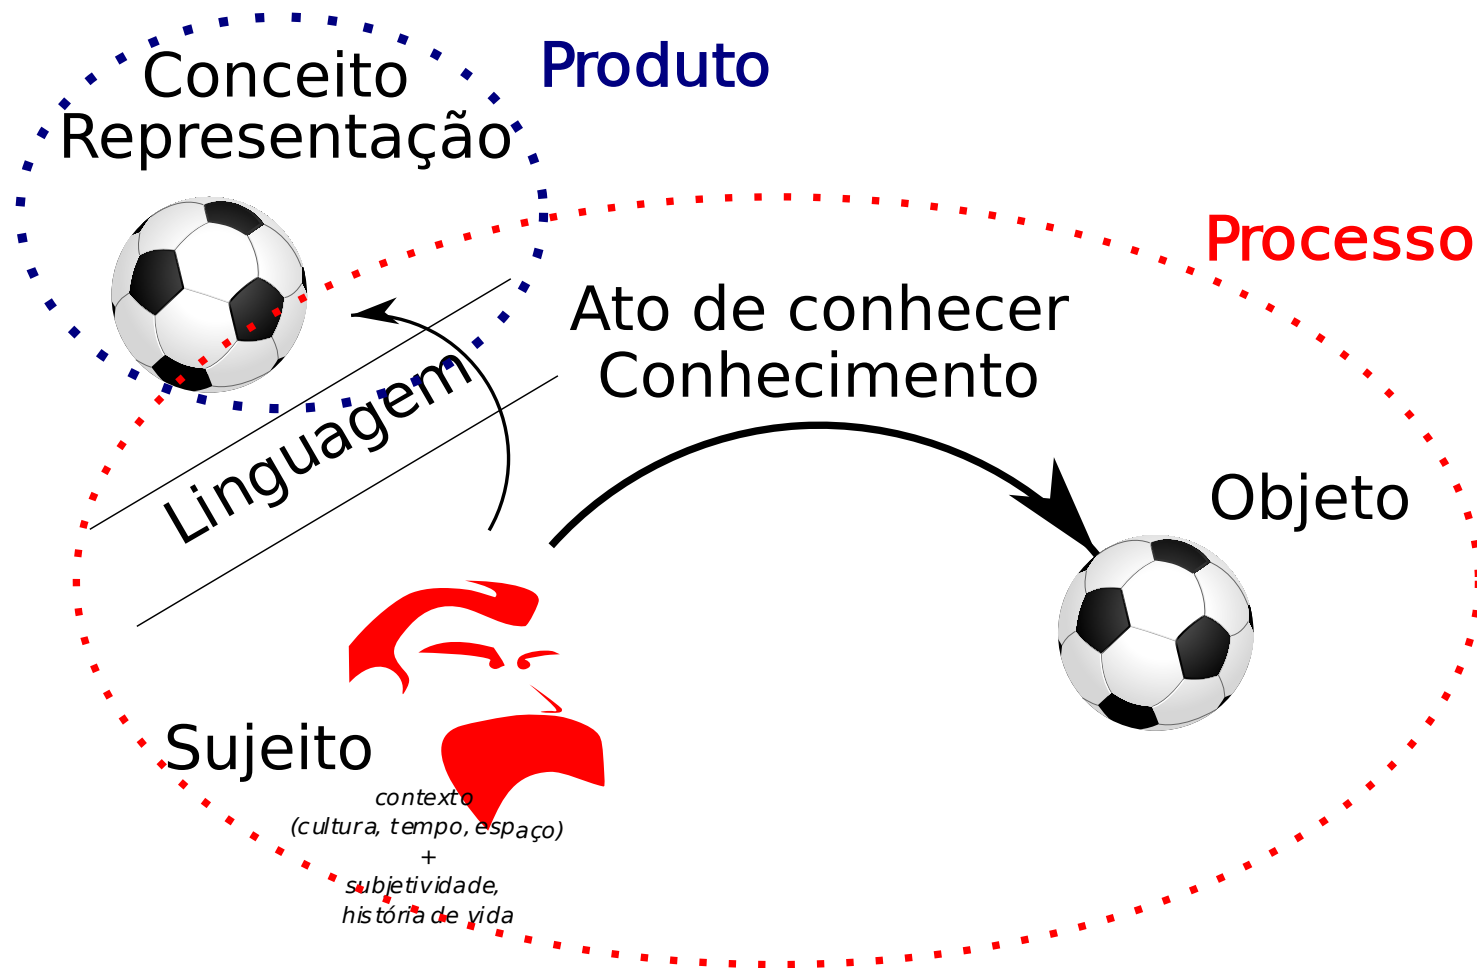 Produto
Conceito
Representação
Processo
Ato de conhecer
Conhecimento
Linguagem
Objeto
Sujeito
contexto
(cultura, tempo, espaço)
+
subjetividade,
história de vida